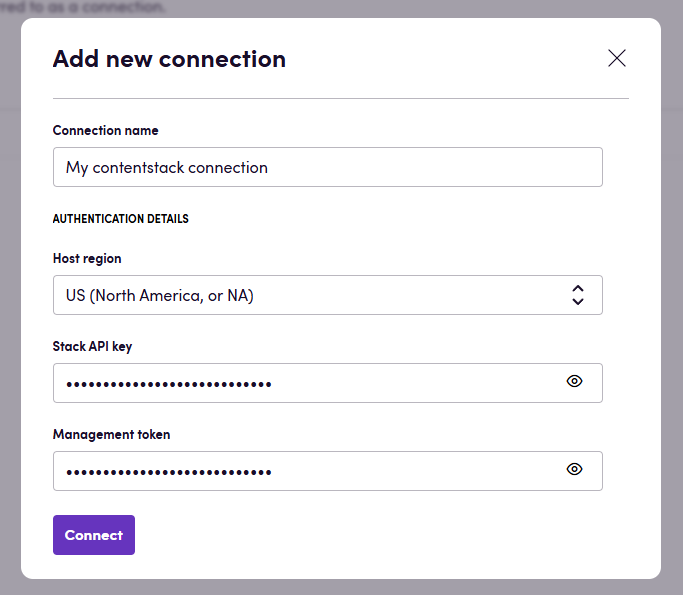 rred to as a connection.
Add new connection
Connection name
My contentstack connection
AUTHENTICATION DETAILS
Host region
US (North America, or NA)
Stack API key
••••••••••••••••••••••••••••
Management token
••••••••••••••••••••••••••••
Connect